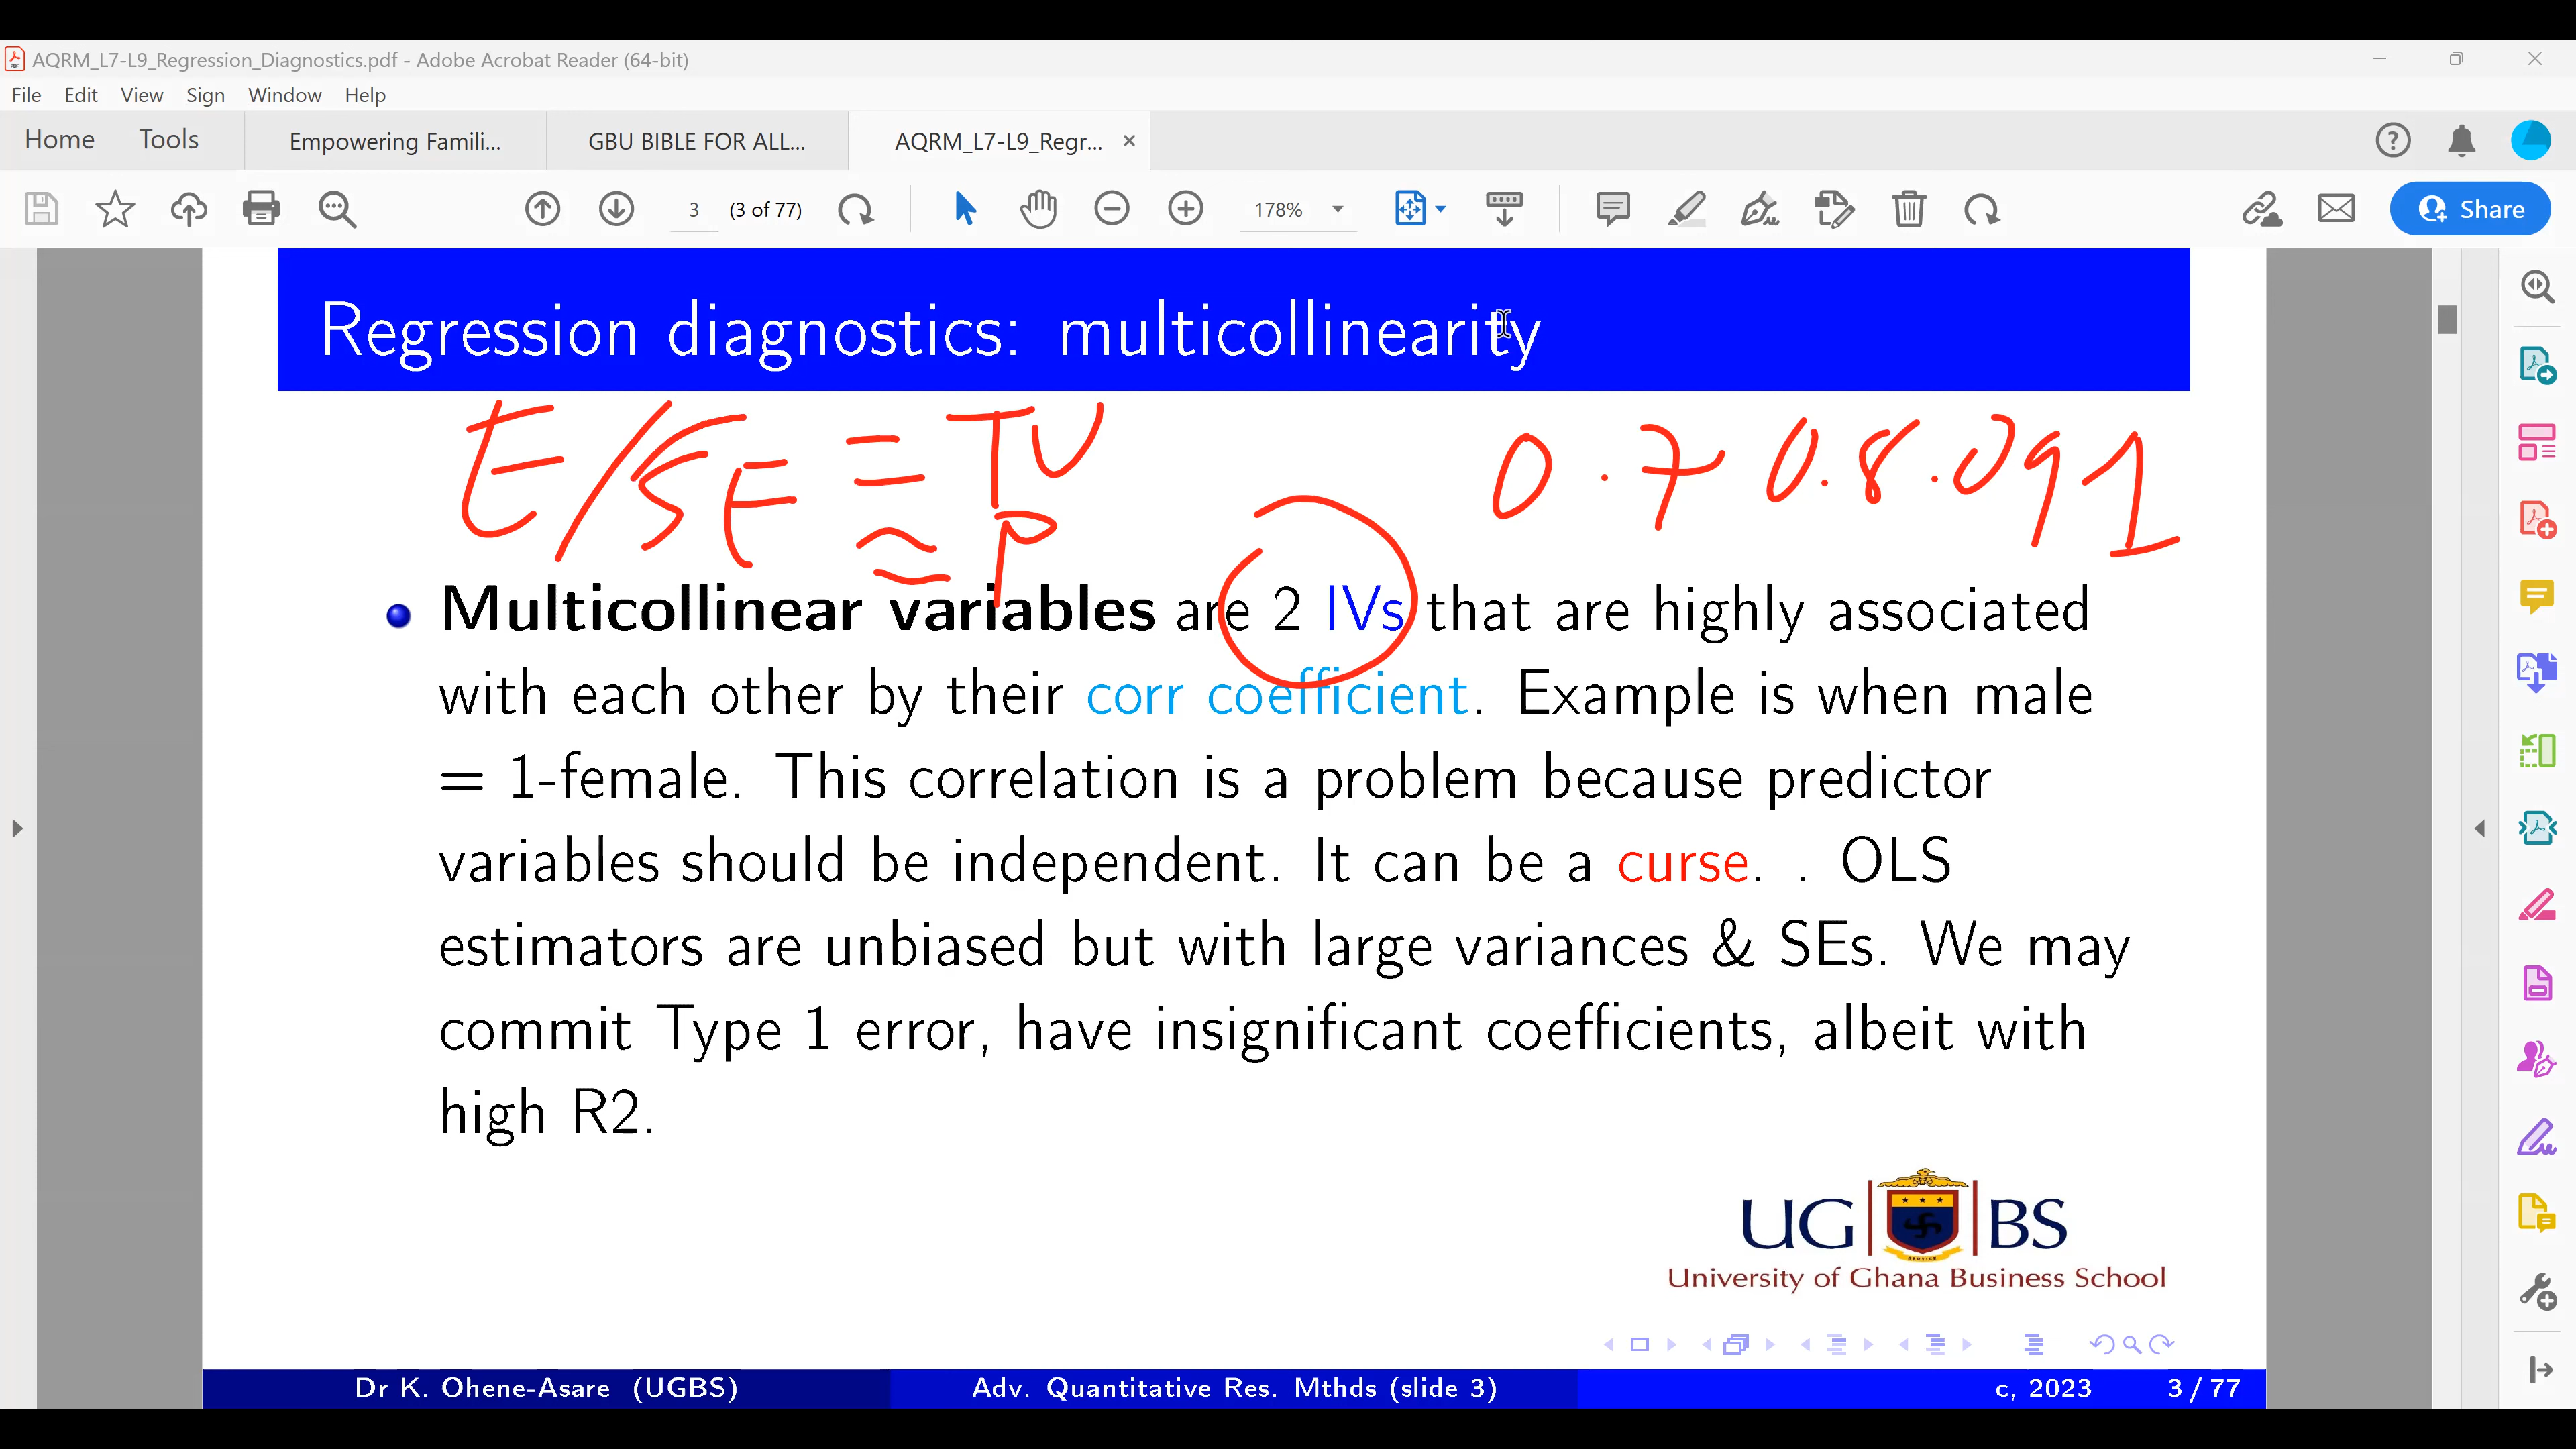 AQRM_L7-L9_Regression_Diagnostics.pdf - Adobe Acrobat Reader (64-bit)
File Edit View Sign Window Help
Home Tools Empowering Famili... GBU BIBLE FOR ALL... AQRM_L7-L9_Regr...
3 (3 of 77) 178% Share
Regression diagnostics: multicollinearity
E/SE = TV 0.7 0.8.09 1
≈ P
Multicollinear variables are 2 IVs that are highly associated
with each other by their corr coefficient. Example is when male
= 1-female. This correlation is a problem because predictor
variables should be independent. It can be a curse. . OLS
estimators are unbiased but with large variances & SEs. We may
commit Type 1 error, have insignificant coefficients, albeit with
high R2.
UG BS
University of Ghana Business School
Dr K. Ohene-Asare (UGBS) Adv. Quantitative Res. Mthds (slide 3) c, 2023 3 / 77